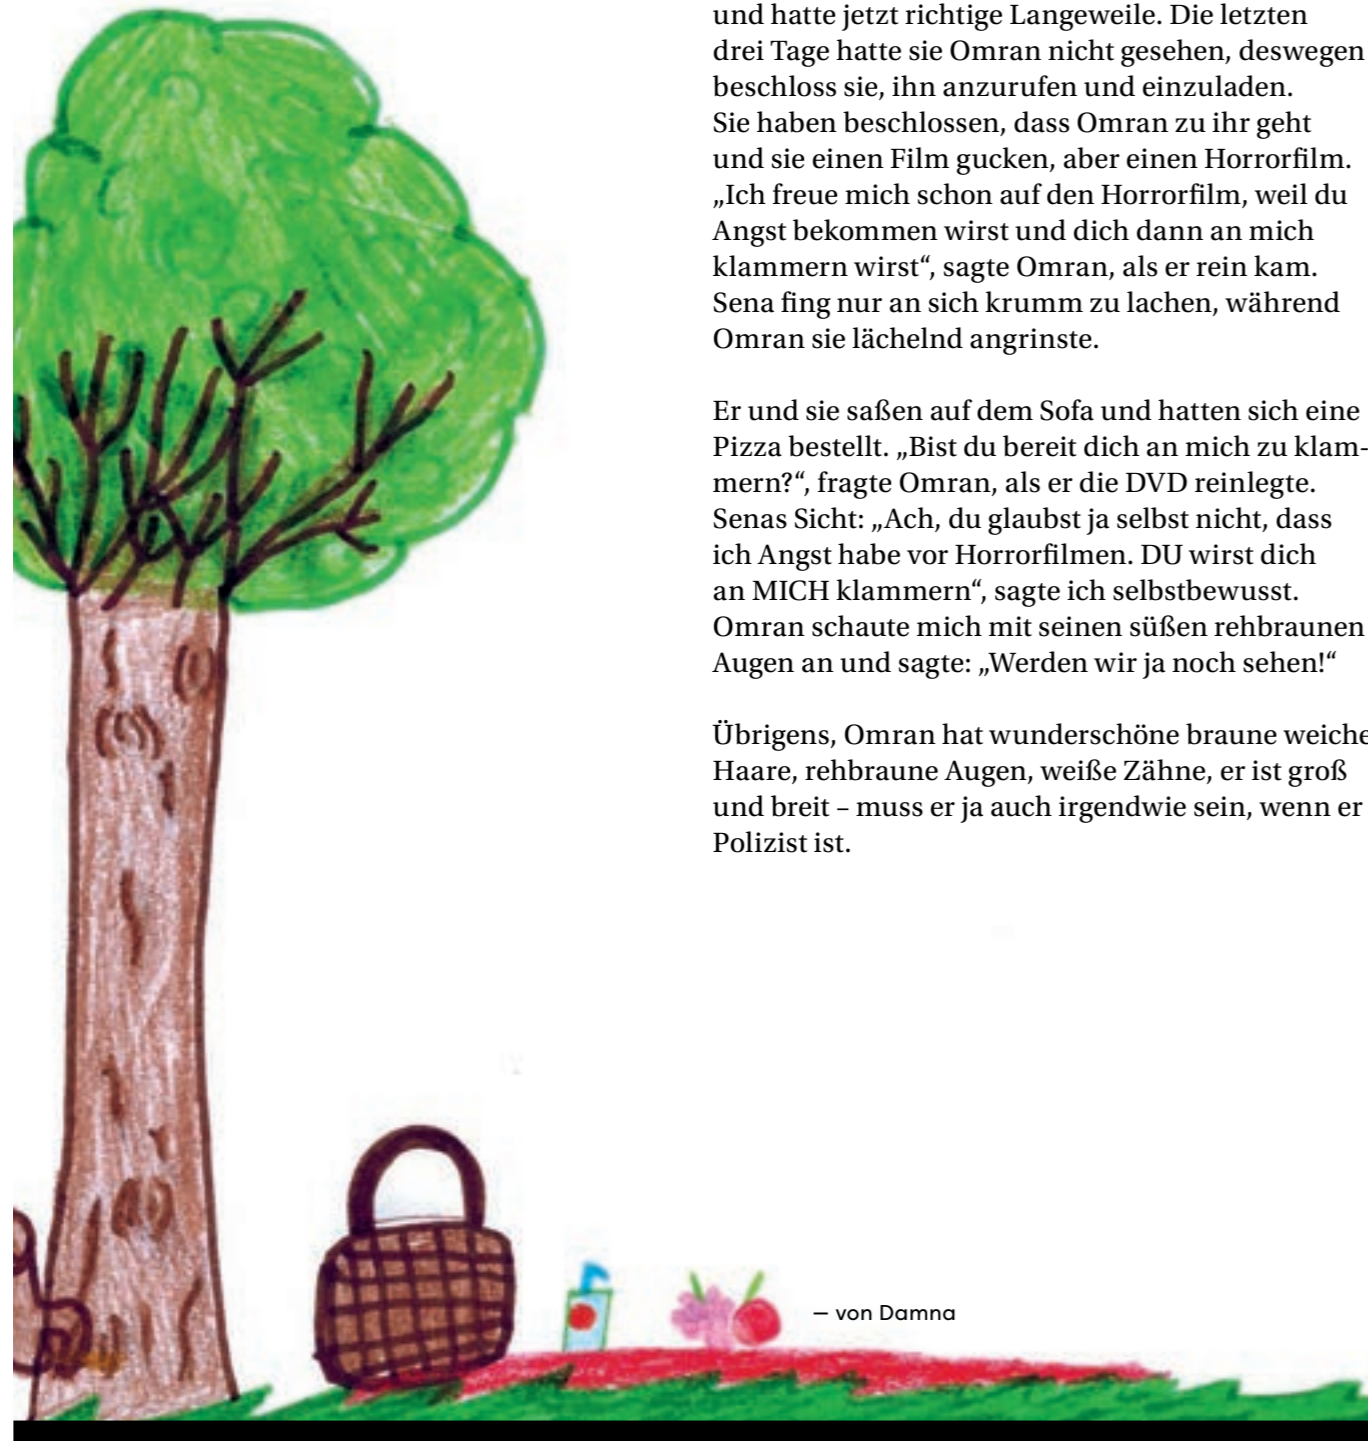 und hatte jetzt richtige Langeweile. Die letzten
drei Tage hatte sie Omran nicht gesehen, deswegen
beschloss sie, ihn anzurufen und einzuladen.
Sie haben beschlossen, dass Omran zu ihr geht
und sie einen Film gucken, aber einen Horrorfilm.
„Ich freue mich schon auf den Horrorfilm, weil du
Angst bekommen wirst und dich dann an mich
klammern wirst“, sagte Omran, als er rein kam.
Sena fing nur an sich krumm zu lachen, während
Omran sie lächelnd angrinste.
Er und sie saßen auf dem Sofa und hatten sich eine
Pizza bestellt. „Bist du bereit dich an mich zu klam-
mern?“, fragte Omran, als er die DVD reinlegte.
Senas Sicht: „Ach, du glaubst ja selbst nicht, dass
ich Angst habe vor Horrorfilmen. DU wirst dich
an MICH klammern“, sagte ich selbstbewusst.
Omran schaute mich mit seinen süßen rehbraunen
Augen an und sagte: „Werden wir ja noch sehen!“
Übrigens, Omran hat wunderschöne braune weiche
Haare, rehbraune Augen, weiße Zähne, er ist groß
und breit – muss er ja auch irgendwie sein, wenn er
Polizist ist.
– von Damna